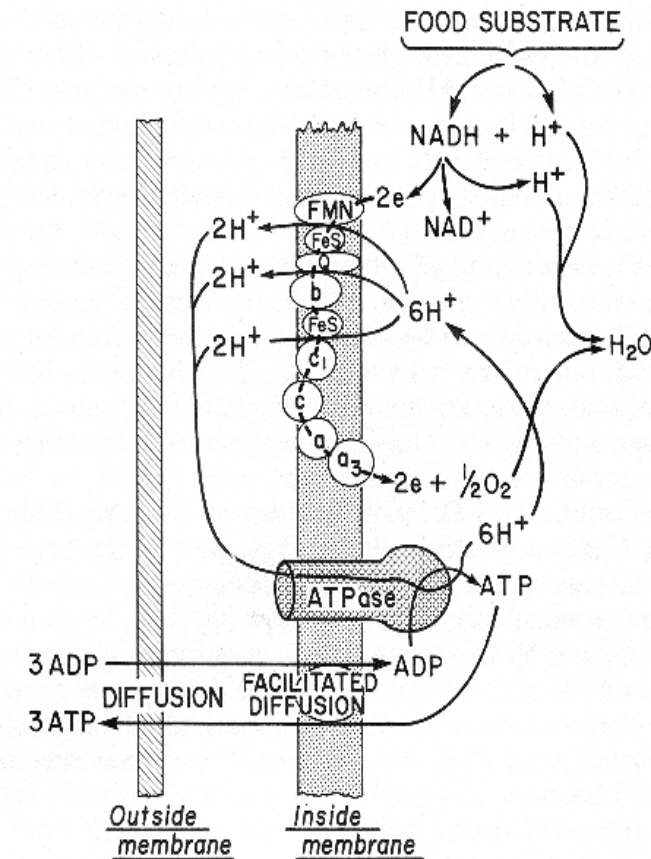 FOOD SUBSTRATE
NADH + H⁺
H⁺
2e
NAD⁺
FMN
2H⁺
FeS
Q
2H⁺
b
6H⁺
FeS
2H⁺
H₂O
c₁
c
a
a₃
2e + ½O₂
6H⁺
ATPase
ATP
3 ADP
ADP
FACILITATED
DIFFUSION
DIFFUSION
3 ATP
Outside
membrane
Inside
membrane